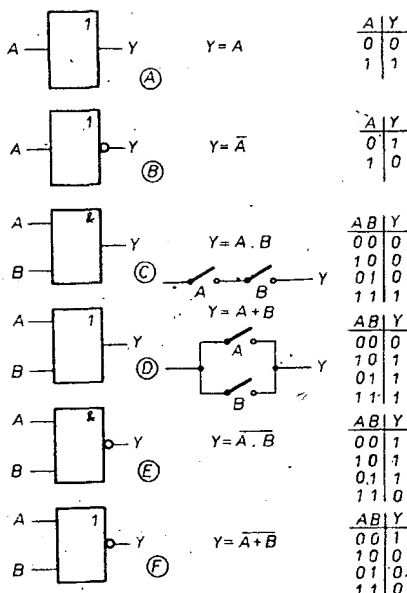 1
A Y Y = A
A
A Y
0 0
1 1
1
A Y Y = A̅
B
A Y
0 1
1 0
&
A
B Y Y = A . B
C
A B Y
A B Y
0 0 0
1 0 0
0 1 0
1 1 1
1
A
B Y Y = A + B
D
A
B
Y
A B Y
0 0 0
1 0 1
0 1 1
1 1 1
&
A
B Y Y = \overline{A . B}
E
A B Y
0 0 1
1 0 1
0.1 1
1 1 0
1
A
B Y Y = \overline{A + B}
F
A B Y
0 0 1
1 0 0
0 1 0.
1 1 0